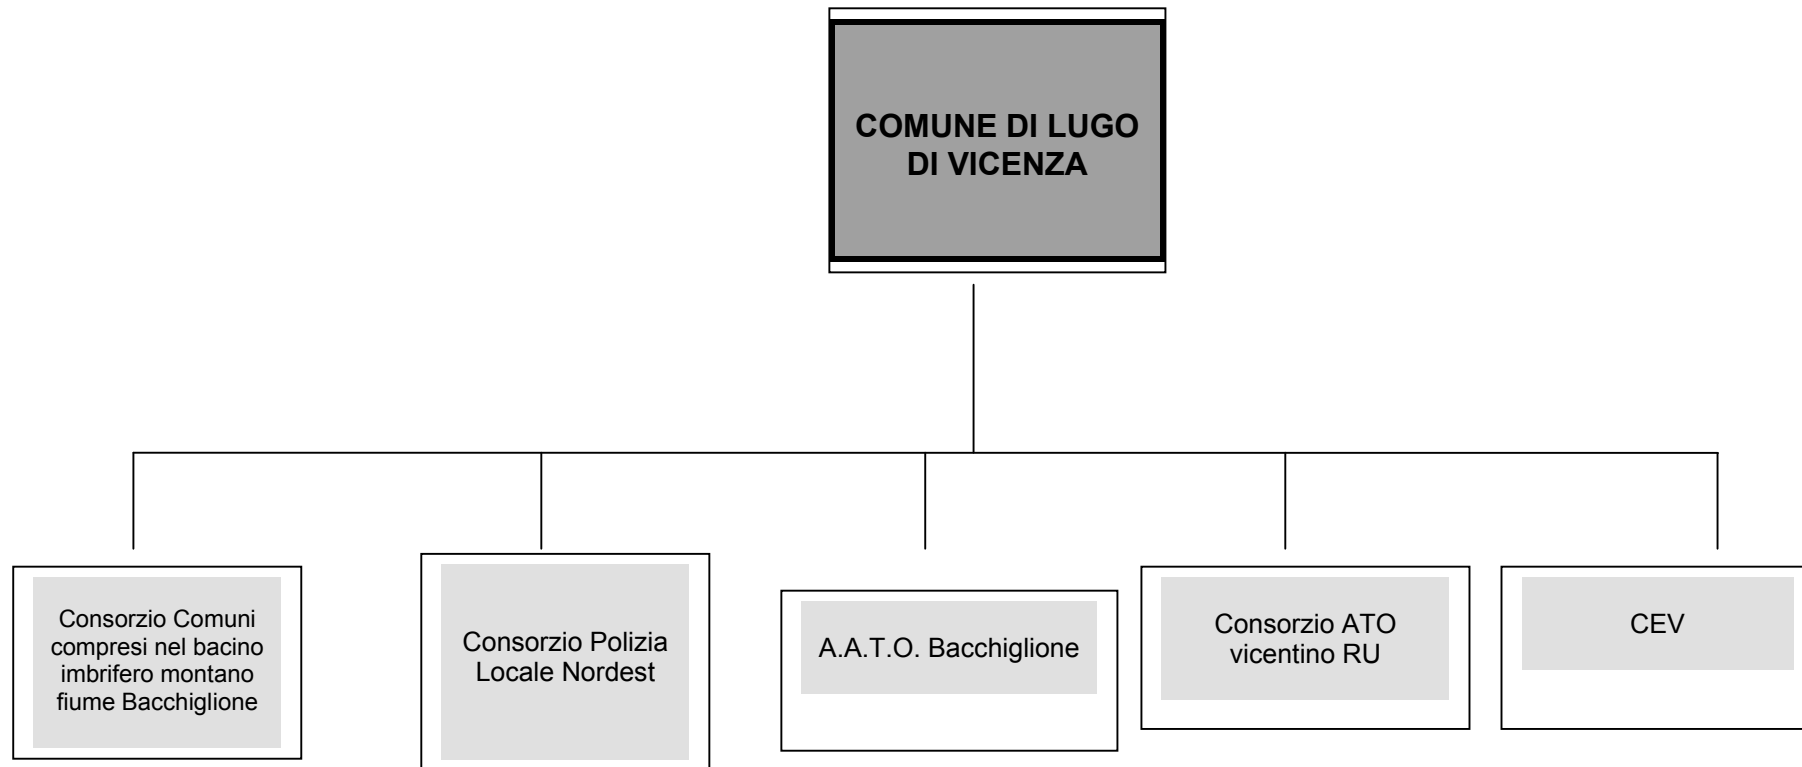 COMUNE DI LUGO
DI VICENZA
Consorzio Comuni
compresi nel bacino
imbrifero montano
fiume Bacchiglione
Consorzio Polizia
Locale Nordest
A.A.T.O. Bacchiglione
Consorzio ATO
vicentino RU
CEV